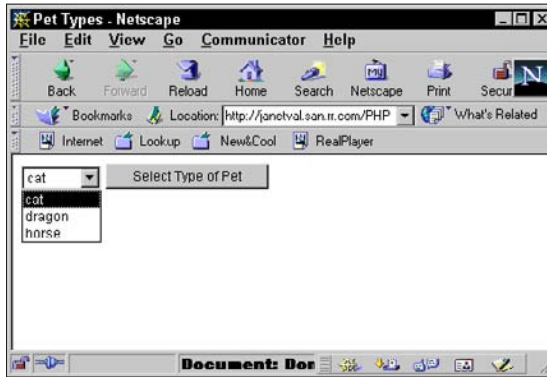 Pet Types - Netscape
File Edit View Go Communicator Help
Back Forward Reload Home Search Netscape Print Secur
Bookmarks Location: http://janetval.san.rr.com/PHP What's Related
Internet Lookup New&Cool RealPlayer
cat Select Type of Pet
cat
dragon
horse
Document: Don